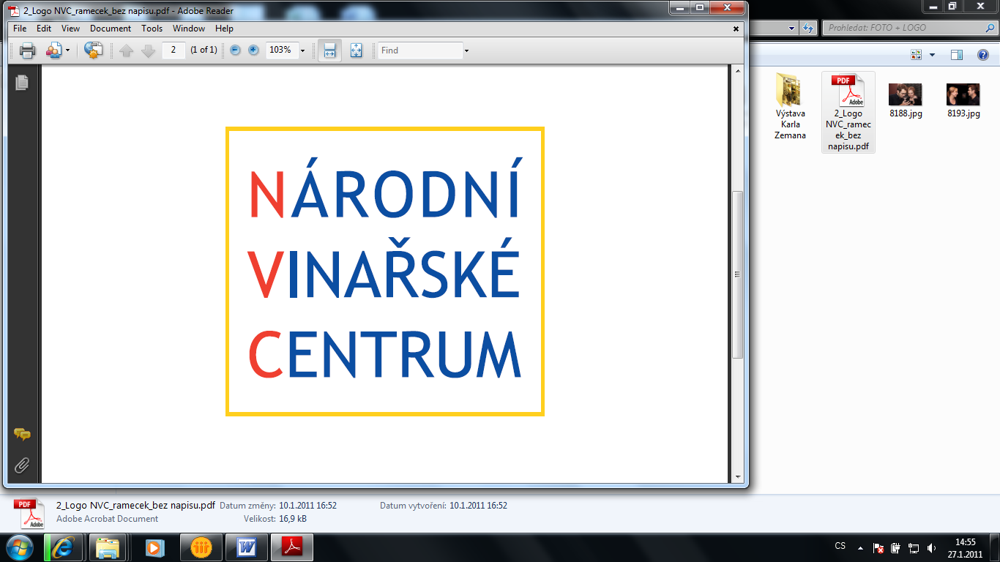 2_Logo NVC_ramecek_bez napisu.pdf - Adobe Reader
File Edit View Document Tools Window Help
2 (1 of 1) 103% Find
Prohledat: FOTO + LOGO
NÁRODNÍ
VINAŘSKÉ
CENTRUM
Výstava
Karla
Zemana
PDF
Adobe
2_Logo
NVC_ramec
ek_bez
napisu.pdf
8188.jpg
8193.jpg
PDF
Adobe
2_Logo NVC_ramecek_bez napisu.pdf Datum změny: 10.1.2011 16:52 Datum vytvoření: 10.1.2011 16:52
Adobe Acrobat Document Velikost: 16,9 kB
CS
14:55
27.1.2011